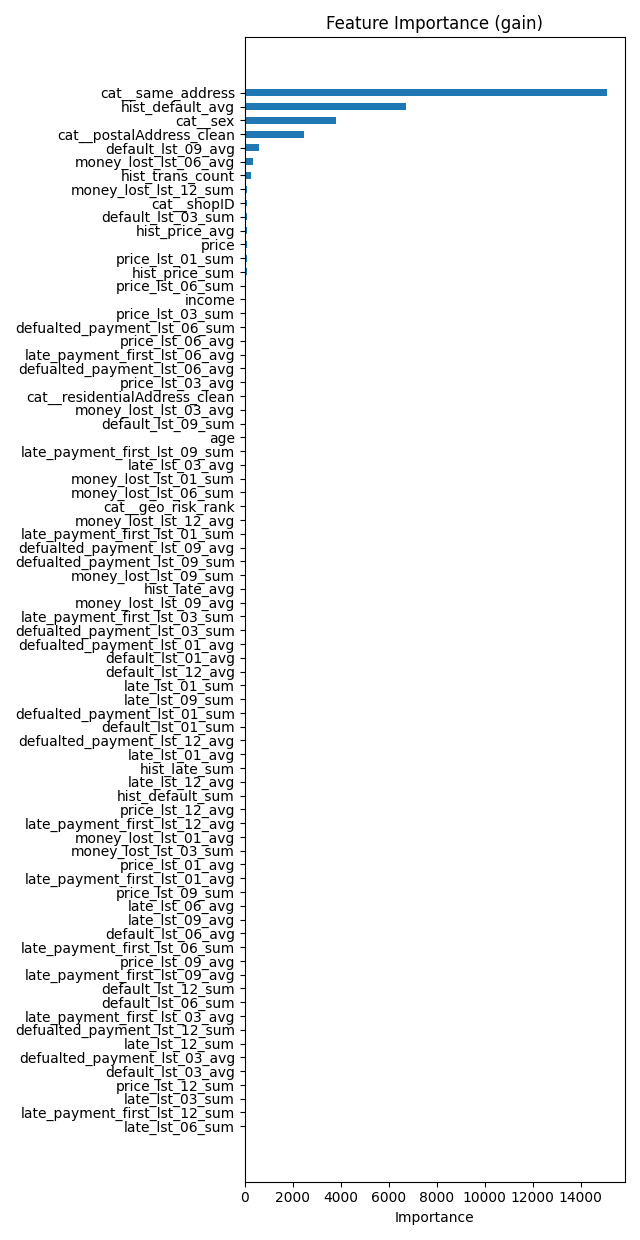 Feature Importance (gain)
cat__same_address
hist_default_avg
cat__sex
cat__postalAddress_clean
default_lst_09_avg
money_lost_lst_06_avg
hist_trans_count
money_lost_lst_12_sum
cat__shopID
default_lst_03_sum
hist_price_avg
price
price_lst_01_sum
hist_price_sum
price_lst_06_sum
income
price_lst_03_sum
defualted_payment_lst_06_sum
price_lst_06_avg
late_payment_first_lst_06_avg
defualted_payment_lst_06_avg
price_lst_03_avg
cat__residentialAddress_clean
money_lost_lst_03_avg
default_lst_09_sum
age
late_payment_first_lst_09_sum
late_lst_03_avg
money_lost_lst_01_sum
money_lost_lst_06_sum
cat__geo_risk_rank
money_lost_lst_12_avg
late_payment_first_lst_01_sum
defualted_payment_lst_09_avg
defualted_payment_lst_09_sum
money_lost_lst_09_sum
hist_late_avg
money_lost_lst_09_avg
late_payment_first_lst_03_sum
defualted_payment_lst_03_sum
defualted_payment_lst_01_avg
default_lst_01_avg
default_lst_12_avg
late_lst_01_sum
late_lst_09_sum
defualted_payment_lst_01_sum
default_lst_01_sum
defualted_payment_lst_12_avg
late_lst_01_avg
hist_late_sum
late_lst_12_avg
hist_default_sum
price_lst_12_avg
late_payment_first_lst_12_avg
money_lost_lst_01_avg
money_lost_lst_03_sum
price_lst_01_avg
late_payment_first_lst_01_avg
price_lst_09_sum
late_lst_06_avg
late_lst_09_avg
default_lst_06_avg
late_payment_first_lst_06_sum
price_lst_09_avg
late_payment_first_lst_09_avg
default_lst_12_sum
default_lst_06_sum
late_payment_first_lst_03_avg
defualted_payment_lst_12_sum
late_lst_12_sum
defualted_payment_lst_03_avg
default_lst_03_avg
price_lst_12_sum
late_lst_03_sum
late_payment_first_lst_12_sum
late_lst_06_sum
0 2000 4000 6000 8000 10000 12000 14000
Importance